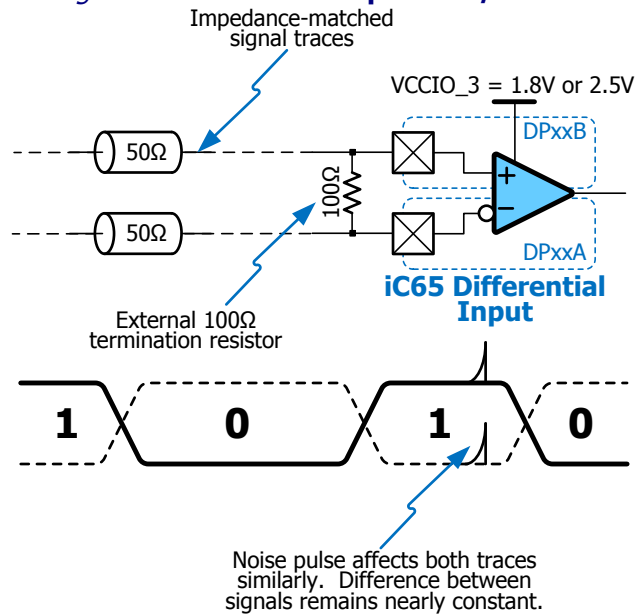 Impedance-matched
signal traces
VCCIO_3 = 1.8V or 2.5V
DPxxB
50Ω
100Ω
+
–
50Ω
DPxxA
iC65 Differential
Input
External 100Ω
termination resistor
1 0 1 0
Noise pulse affects both traces
similarly. Difference between
signals remains nearly constant.